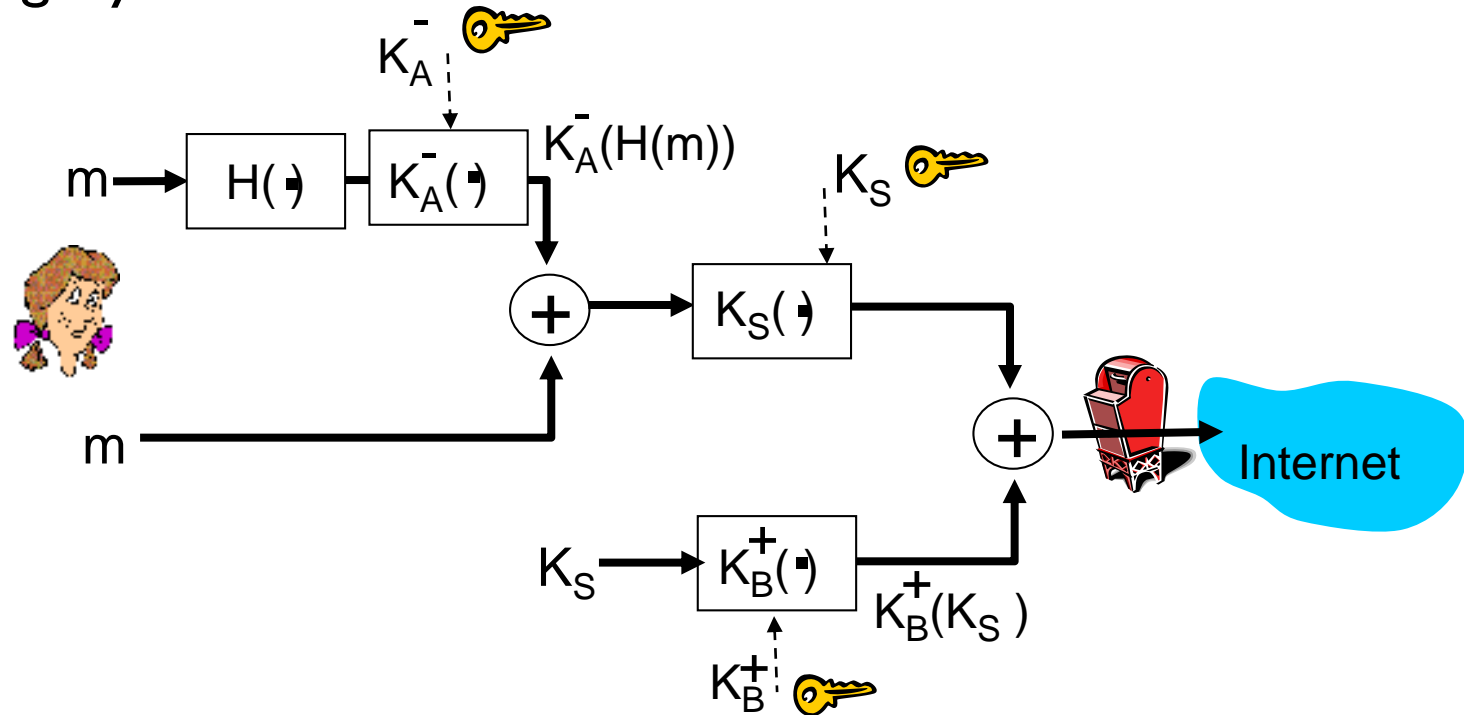 K_A^-
m
H(·)
K_A^-(·)
K_A^-(H(m))
K_S
+
K_S(·)
m
+
Internet
K_S
K_B^+(·)
K_B^+(K_S )
K_B^+